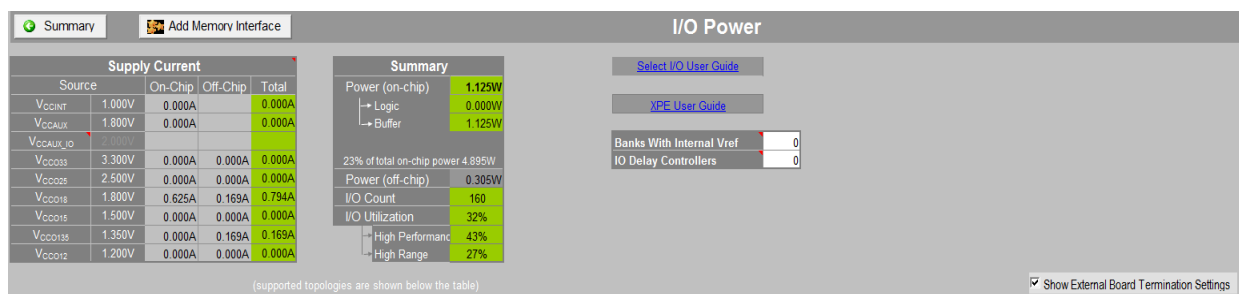 Summary
Add Memory Interface
I/O Power
Supply Current
Source On-Chip Off-Chip Total
VCCINT 1.000V 0.000A 0.000A
VCCAUX 1.800V 0.000A 0.000A
VCCAUX_IO 2.000V
VCCO33 3.300V 0.000A 0.000A 0.000A
VCCO25 2.500V 0.000A 0.000A 0.000A
VCCO18 1.800V 0.625A 0.169A 0.794A
VCCO15 1.500V 0.000A 0.000A 0.000A
VCCO135 1.350V 0.000A 0.169A 0.169A
VCCO12 1.200V 0.000A 0.000A 0.000A
Summary
Power (on-chip) 1.125W
Logic 0.000W
Buffer 1.125W
23% of total on-chip power 4.895W
Power (off-chip) 0.305W
I/O Count 160
I/O Utilization 32%
High Performanc 43%
High Range 27%
Select I/O User Guide
XPE User Guide
Banks With Internal Vref 0
IO Delay Controllers 0
(supported topologies are shown below the table)
Show External Board Termination Settings